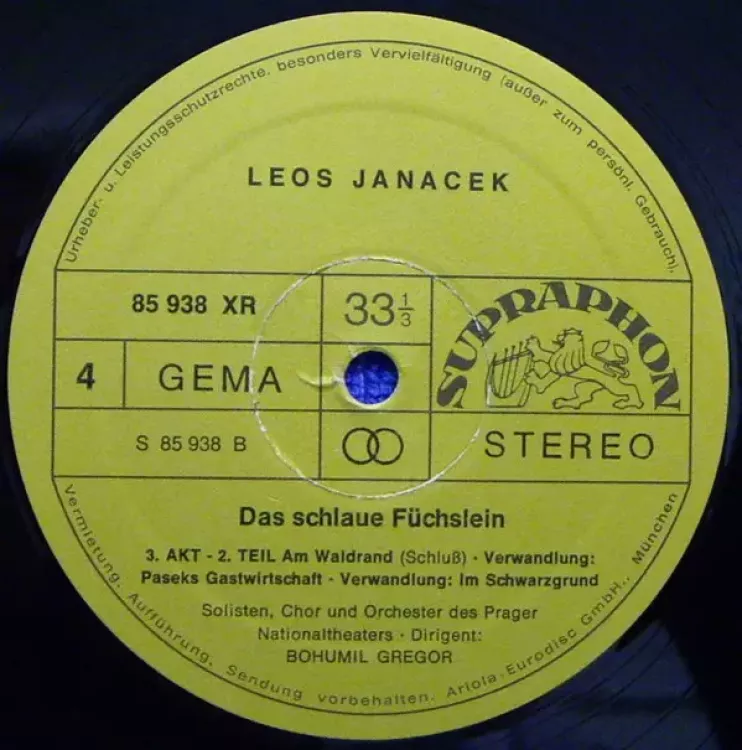 Urheber- u. Leistungsschutzrechte, besonders Vervielfältigung (außer zum persönl. Gebrauch),
LEOS JANACEK
85 938 XR
33 1/3
SUPRAPHON
4
GEMA
S 85 938 B
STEREO
Das schlaue Füchslein
3. AKT - 2. TEIL Am Waldrand (Schluß) · Verwandlung:
Paseks Gastwirtschaft · Verwandlung: Im Schwarzgrund
Solisten, Chor und Orchester des Prager
Nationaltheaters · Dirigent:
BOHUMIL GREGOR
Vermietung, Aufführung, Sendung vorbehalten. Ariola-Eurodisc GmbH., München